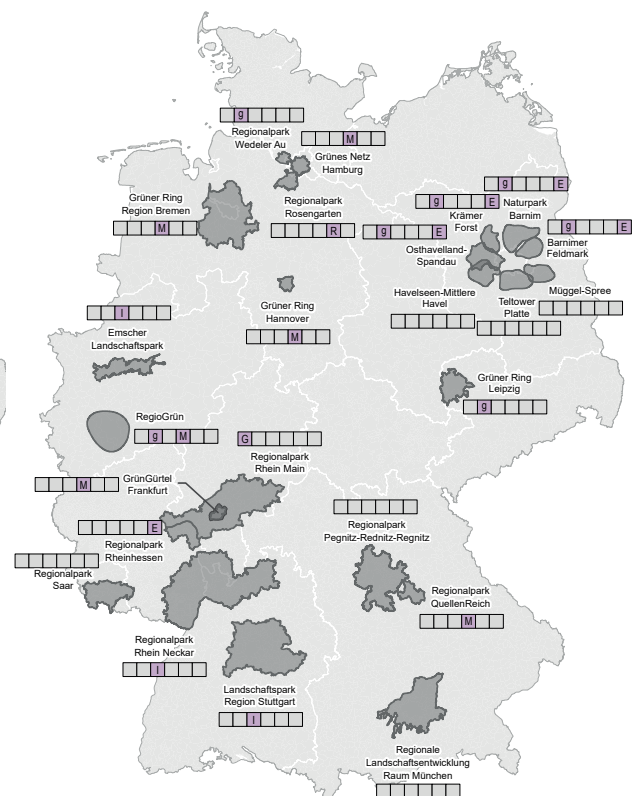 g
Regionalpark
Wedeler Au
M
Grünes Netz
Hamburg
g E
Naturpark
Barnim
g E
Krämer
Forst
Grüner Ring
Region Bremen
M
Regionalpark
Rosengarten
R
g E
Osthavelland-
Spandau
g E
Barnimer
Feldmark
Havelseen-Mittlere
Havel
Teltower
Platte
Müggel-Spree
Grüner Ring
Hannover
M
I
Emscher
Landschaftspark
Grüner Ring
Leipzig
g
RegioGrün
g M
G
Regionalpark
Rhein Main
M
GrünGürtel
Frankfurt
E
Regionalpark
Rheinhessen
Regionalpark
Pegnitz-Rednitz-Regnitz
Regionalpark
Saar
Regionalpark
QuellenReich
M
Regionalpark
Rhein Neckar
I
Landschaftspark
Region Stuttgart
I
Regionale
Landschaftsentwicklung
Raum München